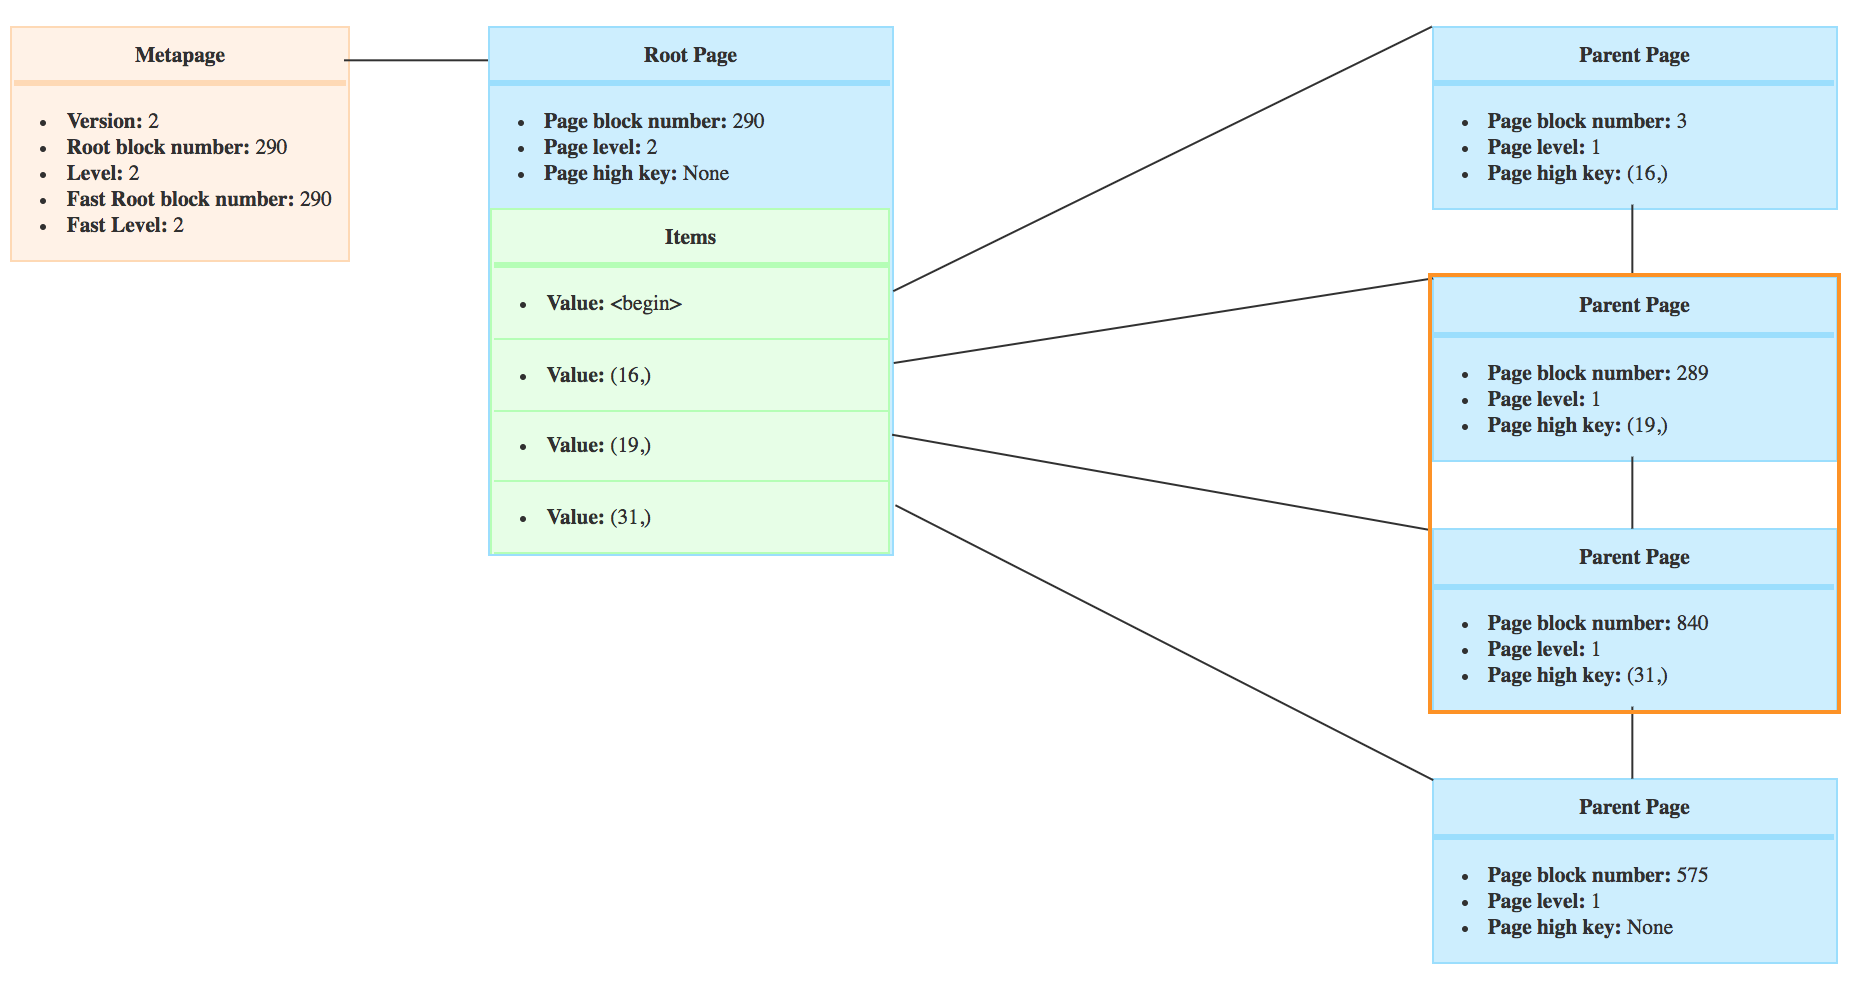 Metapage
Version: 2
Root block number: 290
Level: 2
Fast Root block number: 290
Fast Level: 2
Root Page
Page block number: 290
Page level: 2
Page high key: None
Items
Value: <begin>
Value: (16,)
Value: (19,)
Value: (31,)
Parent Page
Page block number: 3
Page level: 1
Page high key: (16,)
Parent Page
Page block number: 289
Page level: 1
Page high key: (19,)
Parent Page
Page block number: 840
Page level: 1
Page high key: (31,)
Parent Page
Page block number: 575
Page level: 1
Page high key: None